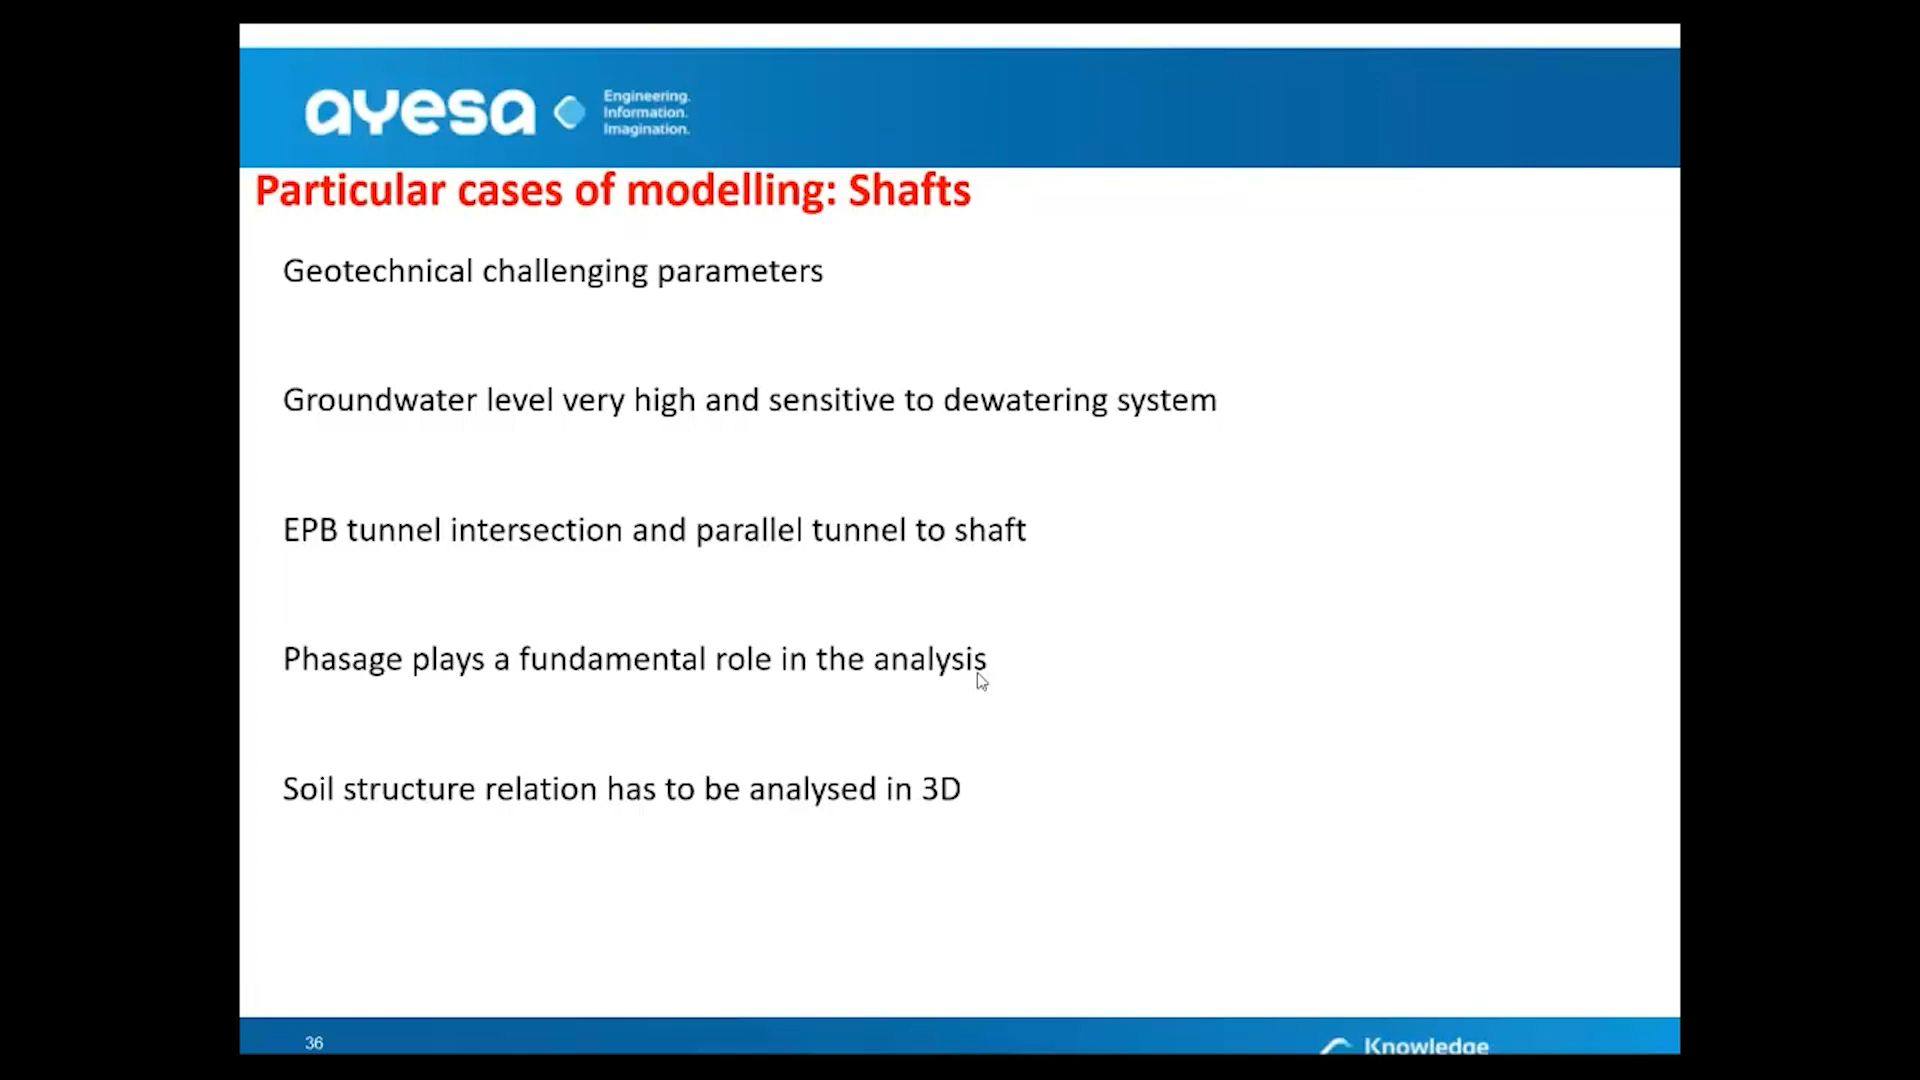 ayesa
Engineering.
Information.
Imagination.
Particular cases of modelling: Shafts
Geotechnical challenging parameters
Groundwater level very high and sensitive to dewatering system
EPB tunnel intersection and parallel tunnel to shaft
Phasage plays a fundamental role in the analysis
Soil structure relation has to be analysed in 3D
36
Knowledge